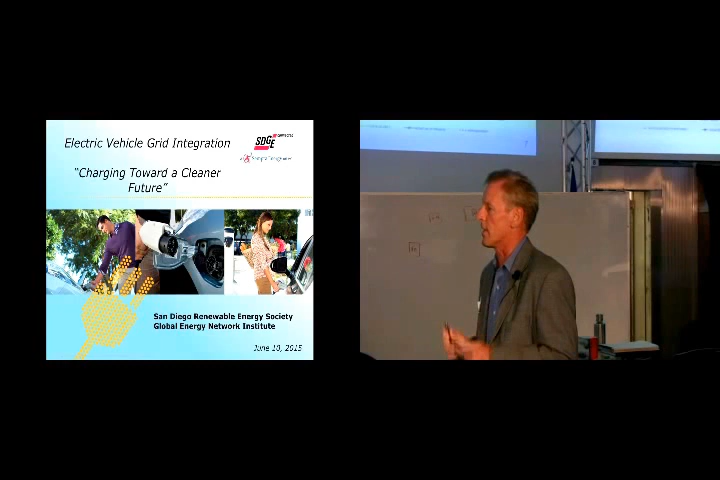 Electric Vehicle Grid Integration
SDGE
"Charging Toward a Cleaner
Future"
San Diego Renewable Energy Society
Global Energy Network Institute
June 10, 2015